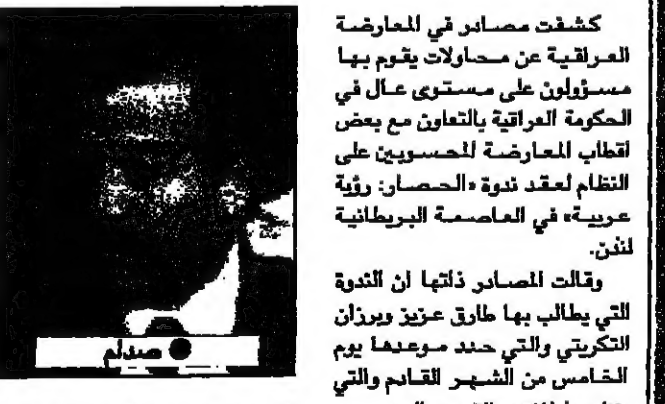 كشفت مصادر في المعارضة
العراقية عن محاولات يقوم بها
مسؤولون على مستوى عال في
الحكومة العراقية بالتعاون مع بعض
اقطاب المعارضة المحسوبين على
النظام لعقد ندوة «الحصار: رؤية
عربية» في العاصمة البريطانية
لندن.
وقالت المصادر ذاتها ان الندوة
التي يطالب بها طارق عزيز وبرزان
التكريتي والتي حدد موعدها يوم
الخامس من الشهر القادم والتي
صدام